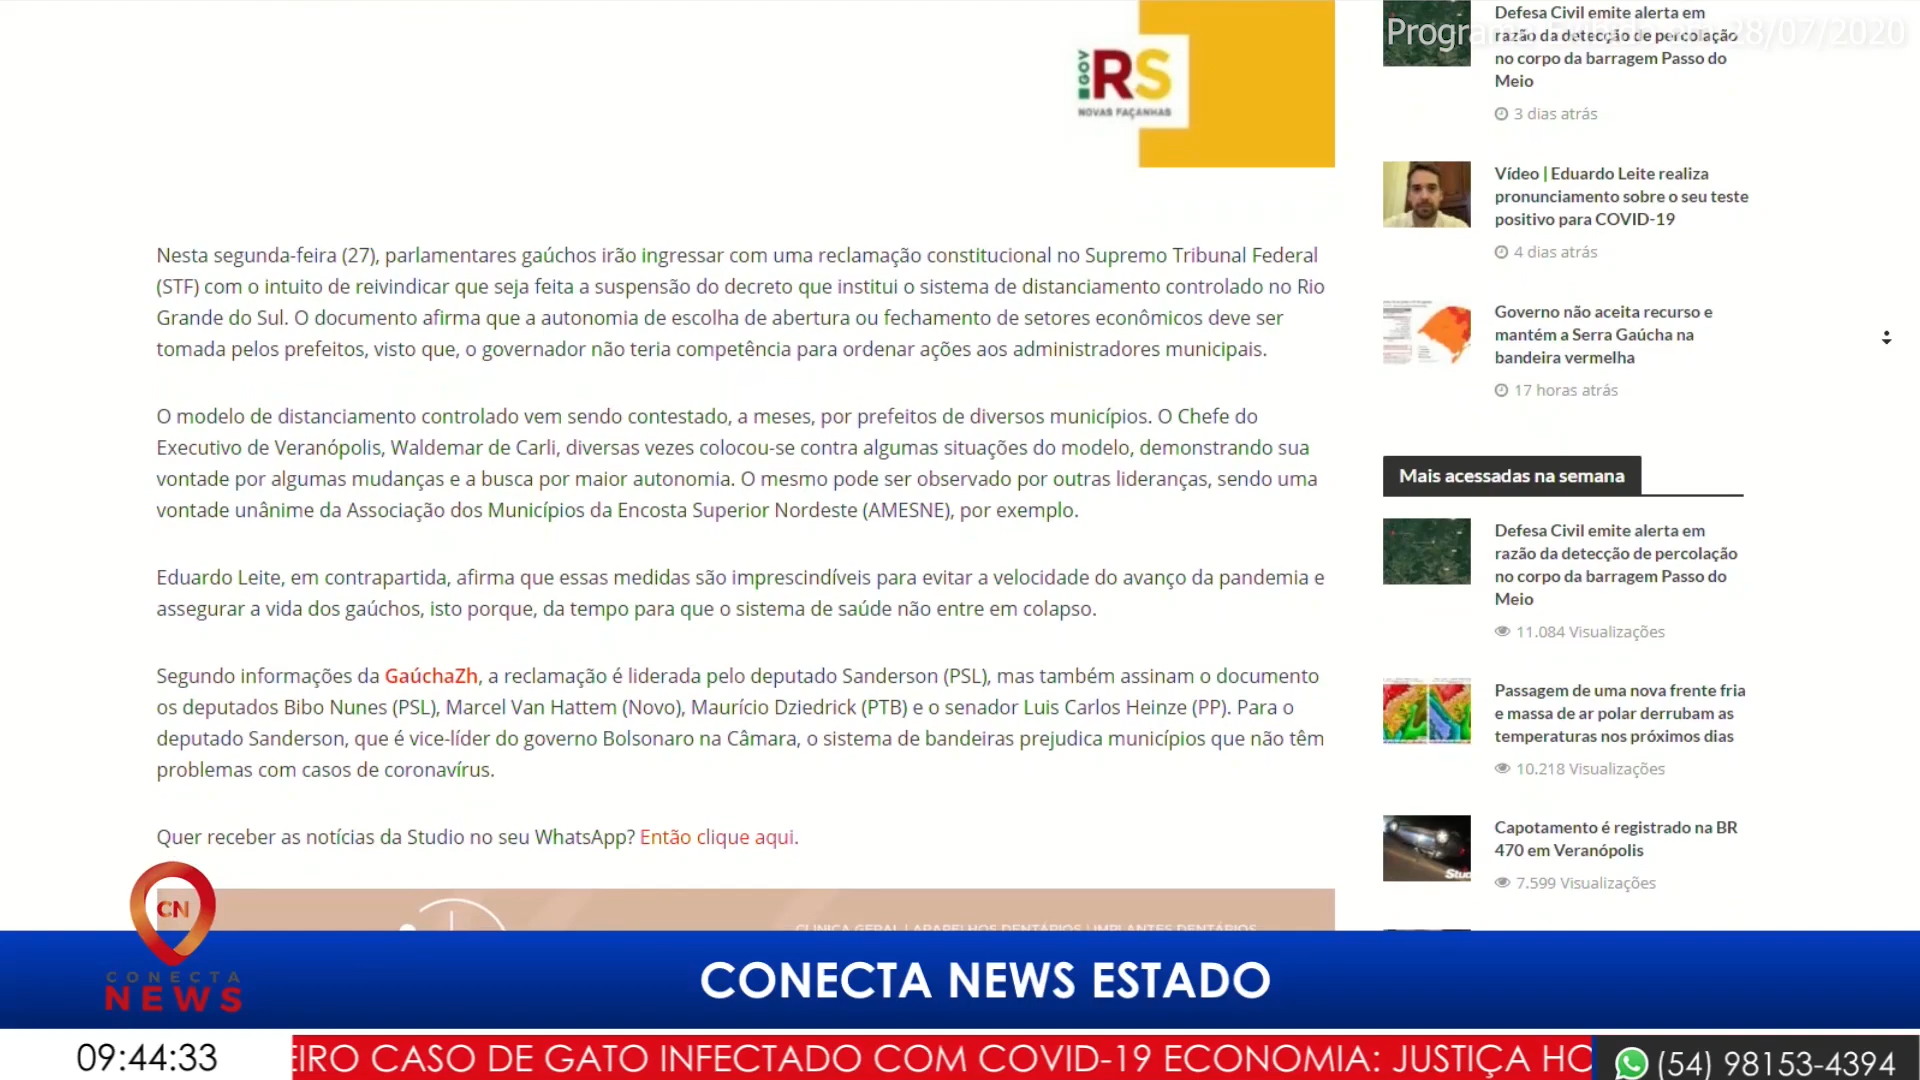 GOV
RS
NOVAS FAÇANHAS
Nesta segunda-feira (27), parlamentares gaúchos irão ingressar com uma reclamação constitucional no Supremo Tribunal Federal
(STF) com o intuito de reivindicar que seja feita a suspensão do decreto que institui o sistema de distanciamento controlado no Rio
Grande do Sul. O documento afirma que a autonomia de escolha de abertura ou fechamento de setores econômicos deve ser
tomada pelos prefeitos, visto que, o governador não teria competência para ordenar ações aos administradores municipais.
O modelo de distanciamento controlado vem sendo contestado, a meses, por prefeitos de diversos municípios. O Chefe do
Executivo de Veranópolis, Waldemar de Carli, diversas vezes colocou-se contra algumas situações do modelo, demonstrando sua
vontade por algumas mudanças e a busca por maior autonomia. O mesmo pode ser observado por outras lideranças, sendo uma
vontade unânime da Associação dos Municípios da Encosta Superior Nordeste (AMESNE), por exemplo.
Eduardo Leite, em contrapartida, afirma que essas medidas são imprescindíveis para evitar a velocidade do avanço da pandemia e
assegurar a vida dos gaúchos, isto porque, da tempo para que o sistema de saúde não entre em colapso.
Segundo informações da GaúchaZh, a reclamação é liderada pelo deputado Sanderson (PSL), mas também assinam o documento
os deputados Bibo Nunes (PSL), Marcel Van Hattem (Novo), Maurício Dziedrick (PTB) e o senador Luis Carlos Heinze (PP). Para o
deputado Sanderson, que é vice-líder do governo Bolsonaro na Câmara, o sistema de bandeiras prejudica municípios que não têm
problemas com casos de coronavírus.
Quer receber as notícias da Studio no seu WhatsApp? Então clique aqui.
CLINICA GERAL | APARELHOS DENTÁRIOS | IMPLANTES DENTÁRIOS
Defesa Civil emite alerta em
razão da detecção de percolação
no corpo da barragem Passo do
Meio
3 dias atrás
28/07/2020
Vídeo | Eduardo Leite realiza
pronunciamento sobre o seu teste
positivo para COVID-19
4 dias atrás
Governo não aceita recurso e
mantém a Serra Gaúcha na
bandeira vermelha
17 horas atrás
Mais acessadas na semana
Defesa Civil emite alerta em
razão da detecção de percolação
no corpo da barragem Passo do
Meio
11.084 Visualizações
Passagem de uma nova frente fria
e massa de ar polar derrubam as
temperaturas nos próximos dias
10.218 Visualizações
Capotamento é registrado na BR
470 em Veranópolis
7.599 Visualizações
CN
CONECTA
NEWS
CONECTA NEWS ESTADO
09:44:33
EIRO CASO DE GATO INFECTADO COM COVID-19 ECONOMIA: JUSTIÇA HO
(54) 98153-4394